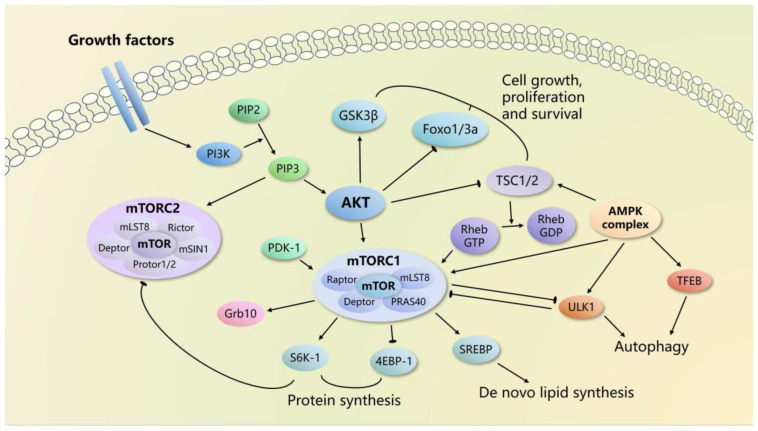 Growth factors
Cell growth,
proliferation
and survival
PIP2
GSK3β
Foxo1/3a
PI3K
PIP3
AKT
TSC1/2
mTORC2
mLST8
Rictor
Deptor
mTOR
mSIN1
Protor1/2
Rheb
GTP
Rheb
GDP
AMPK
complex
PDK-1
mTORC1
Raptor
mLST8
mTOR
Deptor
PRAS40
TFEB
Grb10
ULK1
S6K-1
4EBP-1
SREBP
Autophagy
Protein synthesis
De novo lipid synthesis